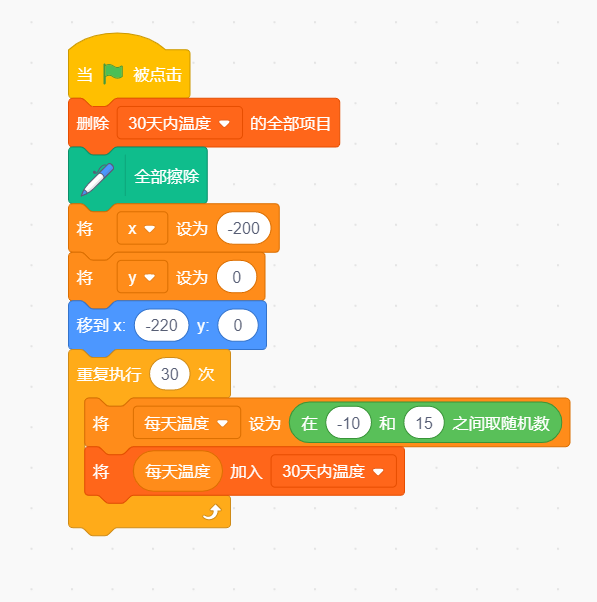 当 被点击
删除 30天内温度 的全部项目
全部擦除
将 x 设为 -200
将 y 设为 0
移到 x: -220 y: 0
重复执行 30 次
将 每天温度 设为 在 -10 和 15 之间取随机数
将 每天温度 加入 30天内温度